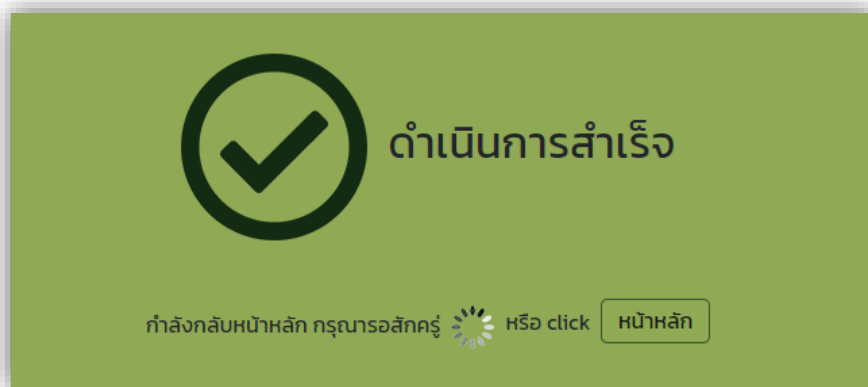 ดำเนินการสำเร็จ
กำลังกลับหน้าหลัก กรุณารอสักครู่ หรือ click หน้าหลัก